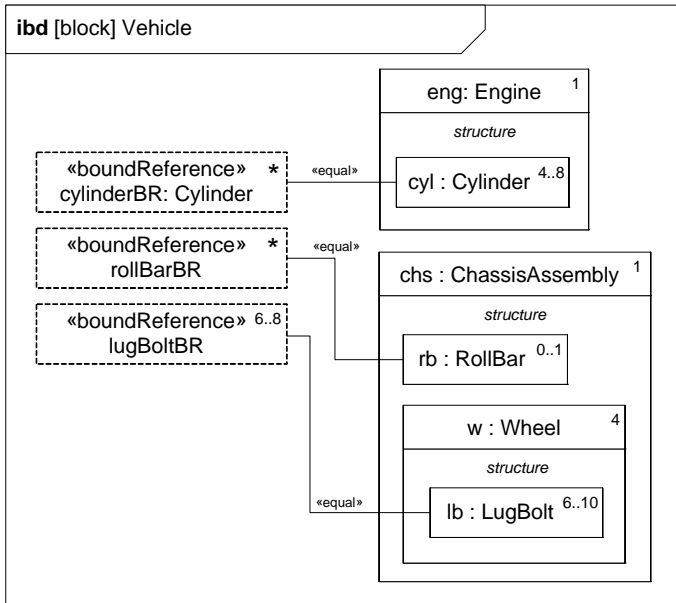 ibd [block] Vehicle
eng: Engine 1
structure
«boundReference» *
cylinderBR: Cylinder
«equal»
cyl : Cylinder 4..8
«boundReference» *
rollBarBR
«equal»
chs : ChassisAssembly 1
structure
«boundReference» 6..8
lugBoltBR
rb : RollBar 0..1
w : Wheel 4
structure
«equal»
lb : LugBolt 6..10